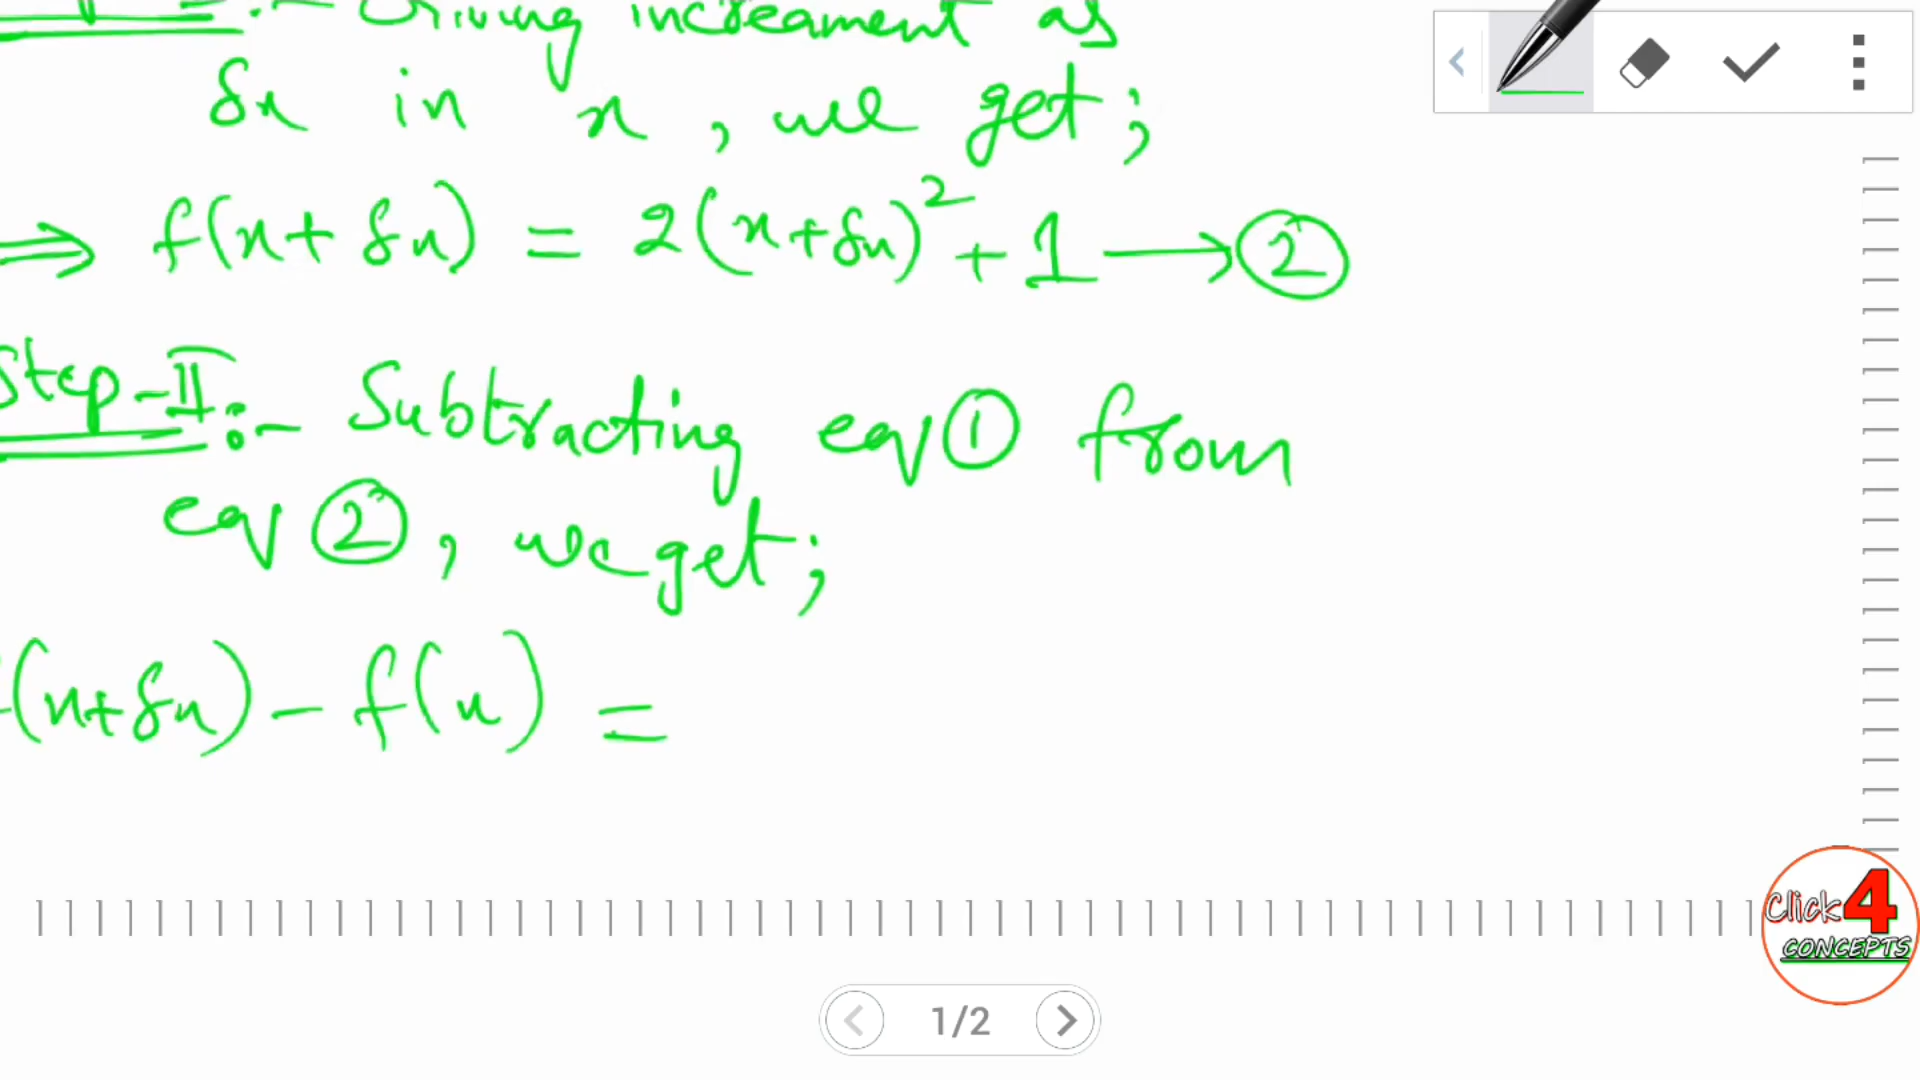 :- Giving increament as
δx in x, we get;
⇒ f(x+δx) = 2(x+δx)² + 1 → ②
Step-II:- Subtracting eq ① from
eq ②, we get;
(x+δx) - f(x) =
Click 4
CONCEPTS
1/2